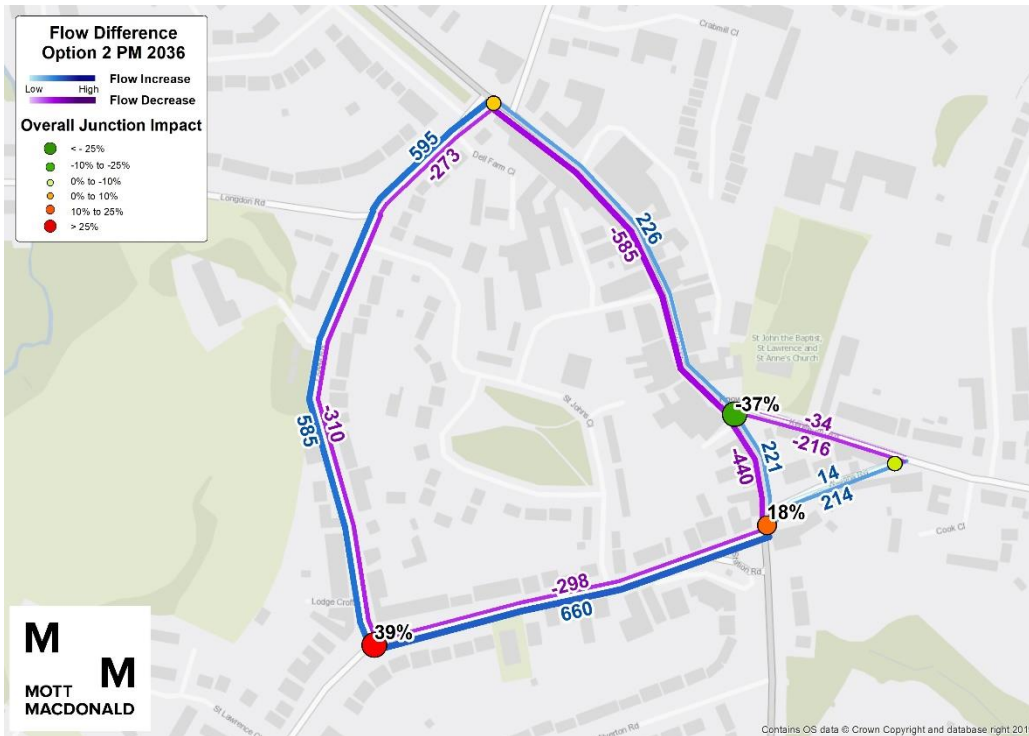 Flow Difference
Option 2 PM 2036
Flow Increase
Low High
Flow Decrease
Overall Junction Impact
< - 25%
-10% to -25%
0% to -10%
0% to 10%
10% to 25%
> 25%
Crabmill Cl
595
-273
Dell Farm Cl
Longdon Rd
226
-585
St John the Baptist,
St Lawrence and
St Anne's Church
-37%
-34
-216
St Johns Cl
-310
585
221
-440
14
214
18%
Cook Cl
-298
660
Lodge Croft
39%
St Lawrence Cl
M
M
MOTT
MACDONALD
Contains OS data © Crown Copyright and database right 201